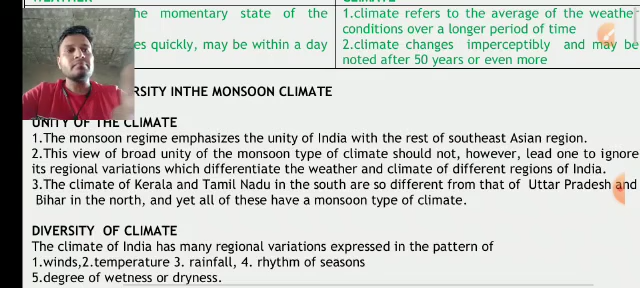 WEATHER CLIMATE
he momentary state of the 1.climate refers to the average of the weathe
conditions over a longer period of time
es quickly, may be within a day 2.climate changes imperceptibly and may be
noted after 50 years or even more
RSITY INTHE MONSOON CLIMATE
UNITY OF THE CLIMATE
1.The monsoon regime emphasizes the unity of India with the rest of southeast Asian region.
2.This view of broad unity of the monsoon type of climate should not, however, lead one to ignore
its regional variations which differentiate the weather and climate of different regions of India.
3.The climate of Kerala and Tamil Nadu in the south are so different from that of Uttar Pradesh and
Bihar in the north, and yet all of these have a monsoon type of climate.
DIVERSITY OF CLIMATE
The climate of India has many regional variations expressed in the pattern of
1.winds,2.temperature 3. rainfall, 4. rhythm of seasons
5.degree of wetness or dryness.